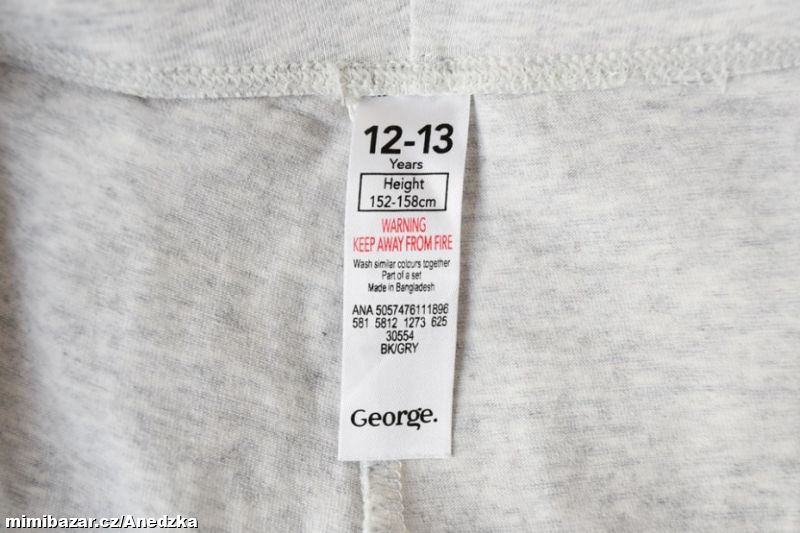 12-13
Years
Height
152-158cm
WARNING
KEEP AWAY FROM FIRE
Wash similar colours together
Part of a set
Made in Bangladesh
ANA 5057476111896
581 5812 1273 625
30554
BK/GRY
George.
mimibazar.cz/Anedzka